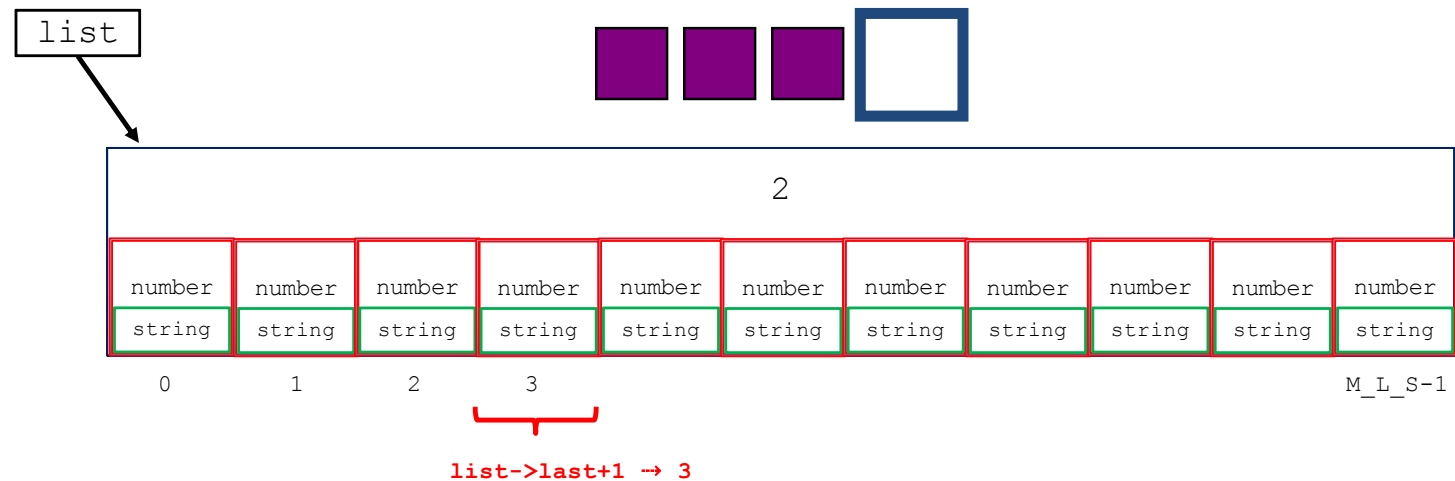 list
2
number number number number number number number number number number number
string string string string string string string string string string string
0 1 2 3 M_L_S-1
list->last+1 ⇢ 3